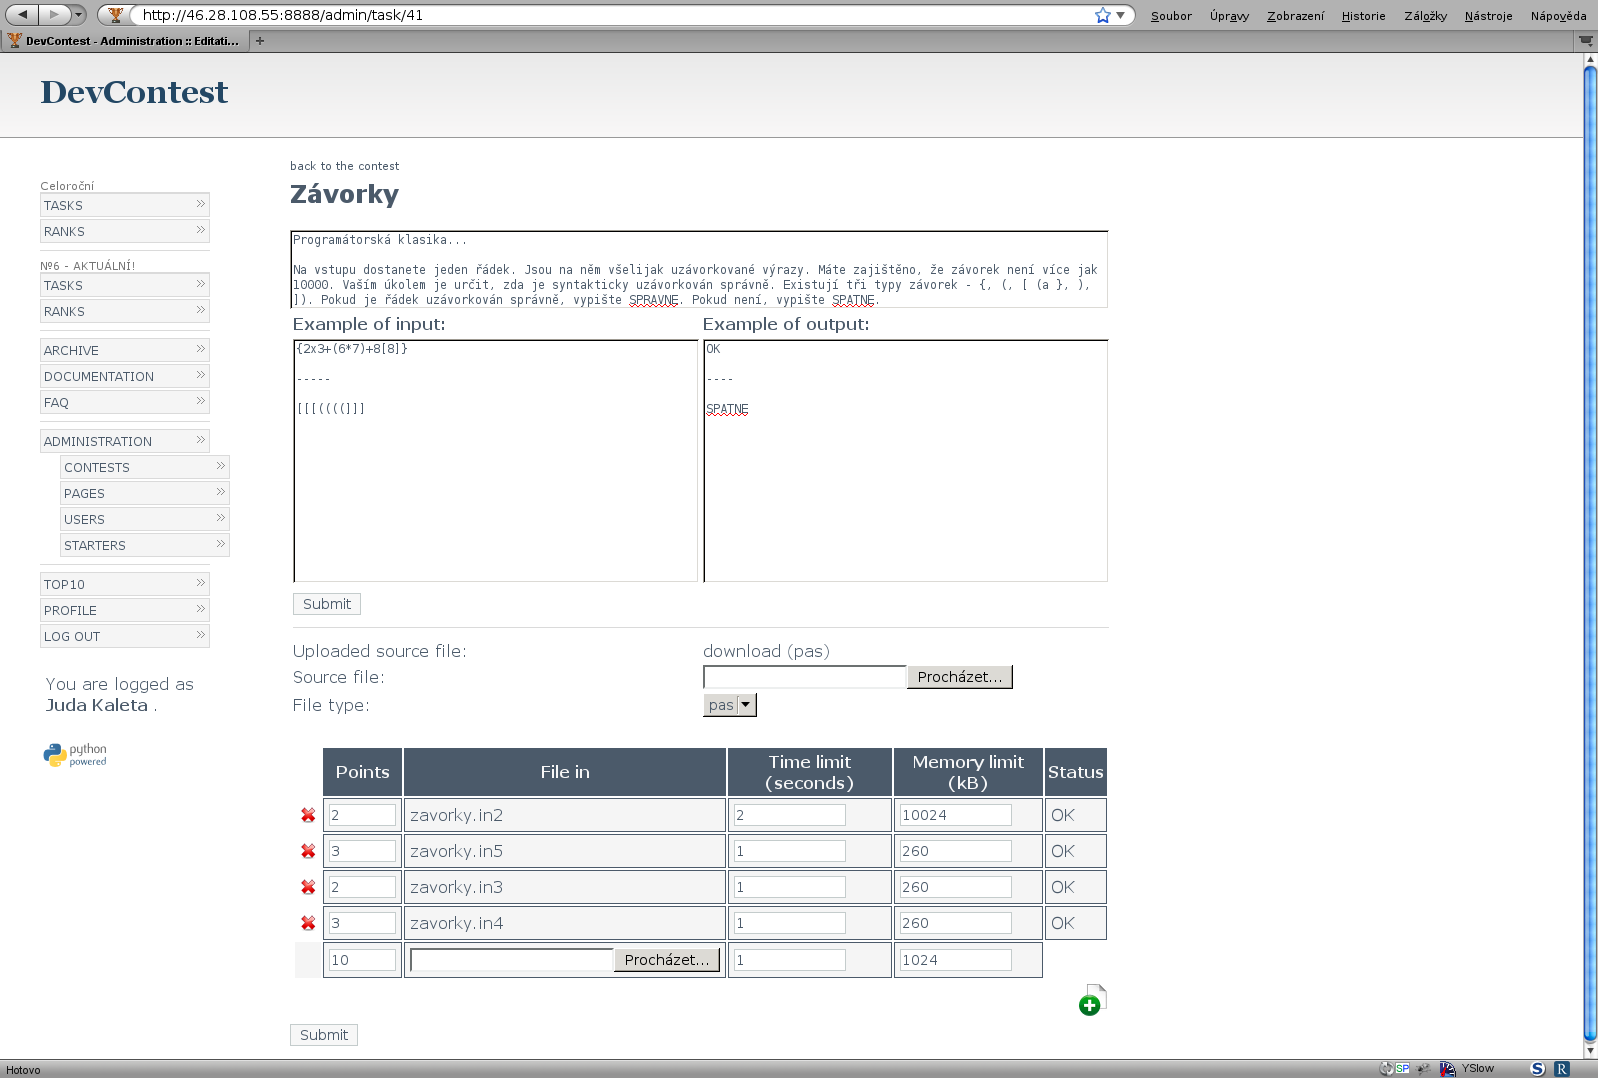 http://46.28.108.55:8888/admin/task/41
Soubor Úpravy Zobrazení Historie Záložky Nástroje Nápověda
DevContest - Administration :: Editati...
DevContest
Celoroční
TASKS
RANKS
№6 - AKTUÁLNÍ!
TASKS
RANKS
ARCHIVE
DOCUMENTATION
FAQ
ADMINISTRATION
CONTESTS
PAGES
USERS
STARTERS
TOP10
PROFILE
LOG OUT
You are logged as
Juda Kaleta .
python
powered
back to the contest
Závorky
Programátorská klasika...
Na vstupu dostanete jeden řádek. Jsou na něm všelijak uzávorkované výrazy. Máte zajištěno, že závorek není více jak
10000. Vaším úkolem je určit, zda je syntakticky uzávorkován správně. Existují tři typy závorek - {, (, [ (a }, ),
]). Pokud je řádek uzávorkován správně, vypište SPRAVNE. Pokud není, vypište SPATNE.
Example of input: Example of output:
{2x3+(6*7)+8[8]} OK
----- ----
[[[((((]]] SPATNE
Submit
Uploaded source file: download (pas)
Source file: Procházet...
File type: pas
Points File in Time limit (seconds) Memory limit (kB) Status
2 zavorky.in2 2 10024 OK
3 zavorky.in5 1 260 OK
2 zavorky.in3 1 260 OK
3 zavorky.in4 1 260 OK
10 Procházet... 1 1024
Submit
Hotovo SP YSlow S R